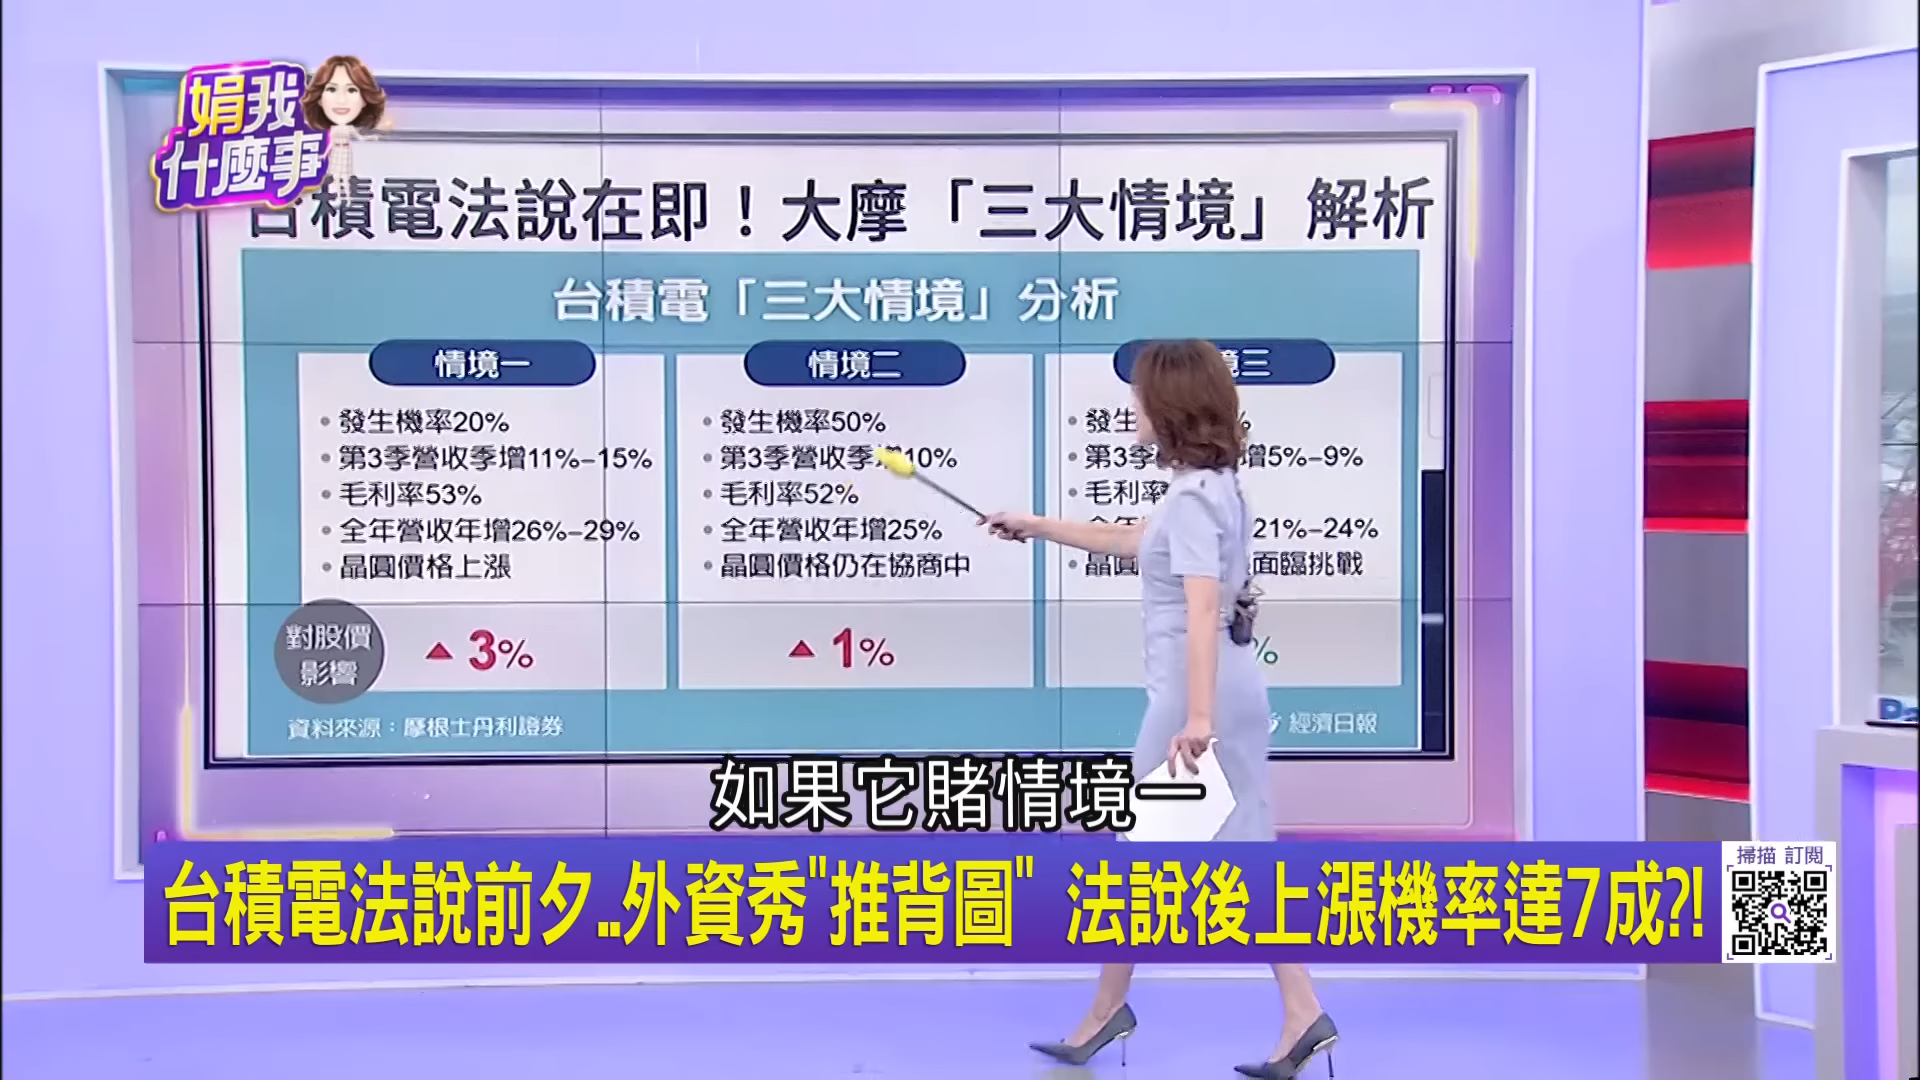 娟我
什麼事
台積電法說在即！大摩「三大情境」解析
台積電「三大情境」分析
情境一
• 發生機率20%
• 第3季營收季增11%–15%
• 毛利率53%
• 全年營收年增26%–29%
• 晶圓價格上漲
情境二
• 發生機率50%
• 第3季營收季增10%
• 毛利率52%
• 全年營收年增25%
• 晶圓價格仍在協商中
境三
• 發生 %
• 第3季 增5%–9%
• 毛利率
• 全年 21%–24%
• 晶圓 面臨挑戰
對股價
影響
▲ 3%
▲ 1%
%
資料來源：摩根士丹利證券
經濟日報
如果它賭情境一
台積電法說前夕..外資秀"推背圖" 法說後上漲機率達7成?!
掃描 訂閱